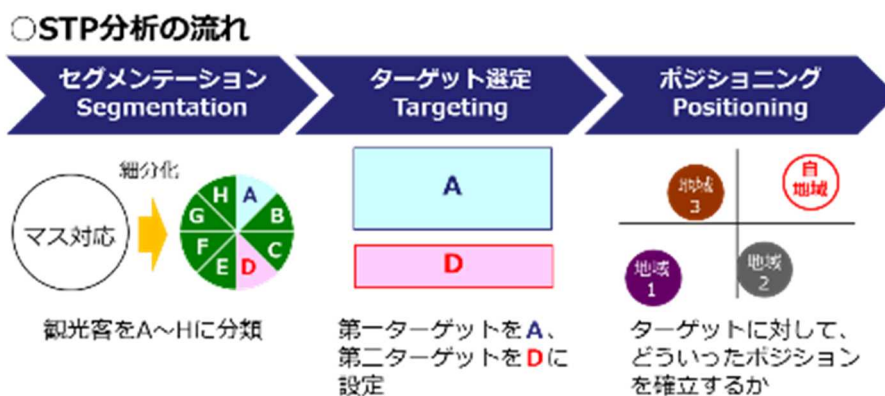 ○STP分析の流れ
セグメンテーション
Segmentation
ターゲット選定
Targeting
ポジショニング
Positioning
マス対応
細分化
A
B
C
D
E
F
G
H
A
D
地域
3
自
地域
地域
1
地域
2
観光客をA～Hに分類
第一ターゲットをA、
第二ターゲットをDに
設定
ターゲットに対して、
どういったポジション
を確立するか